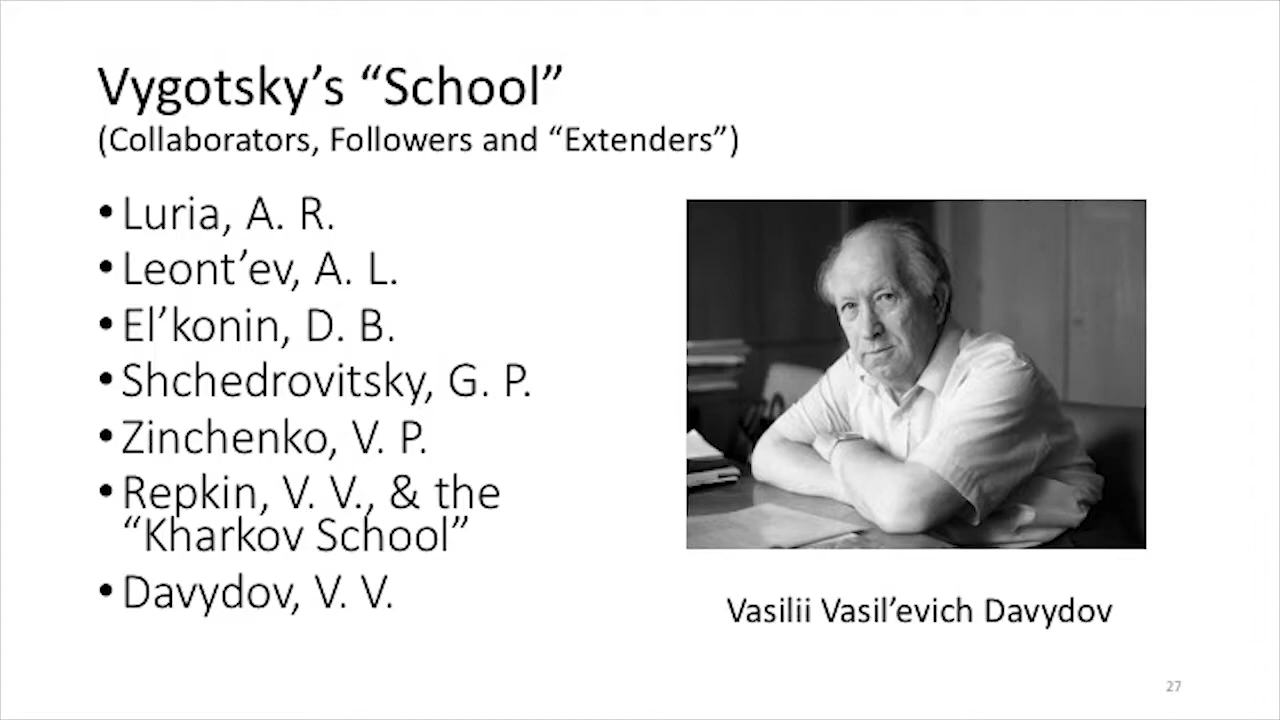 Vygotsky’s “School”
(Collaborators, Followers and “Extenders”)
• Luria, A. R.
• Leont’ev, A. L.
• El’konin, D. B.
• Shchedrovitsky, G. P.
• Zinchenko, V. P.
• Repkin, V. V., & the
“Kharkov School”
• Davydov, V. V.
Vasilii Vasil’evich Davydov
27